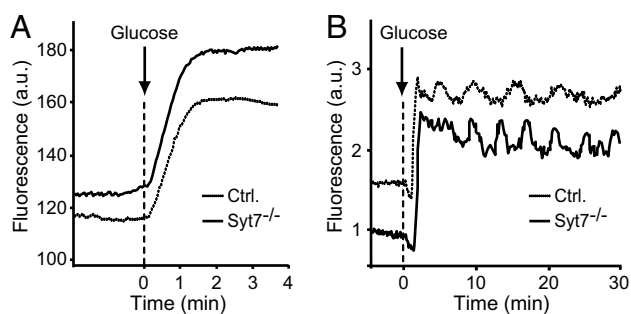 A
Glucose
Fluorescence (a.u.)
180
160
140
120
100
0 1 2 3 4
Time (min)
Ctrl.
Syt7-/-
B
Glucose
Fluorescence (a.u.)
3
2
1
0 10 20 30
Time (min)
Ctrl.
Syt7-/-